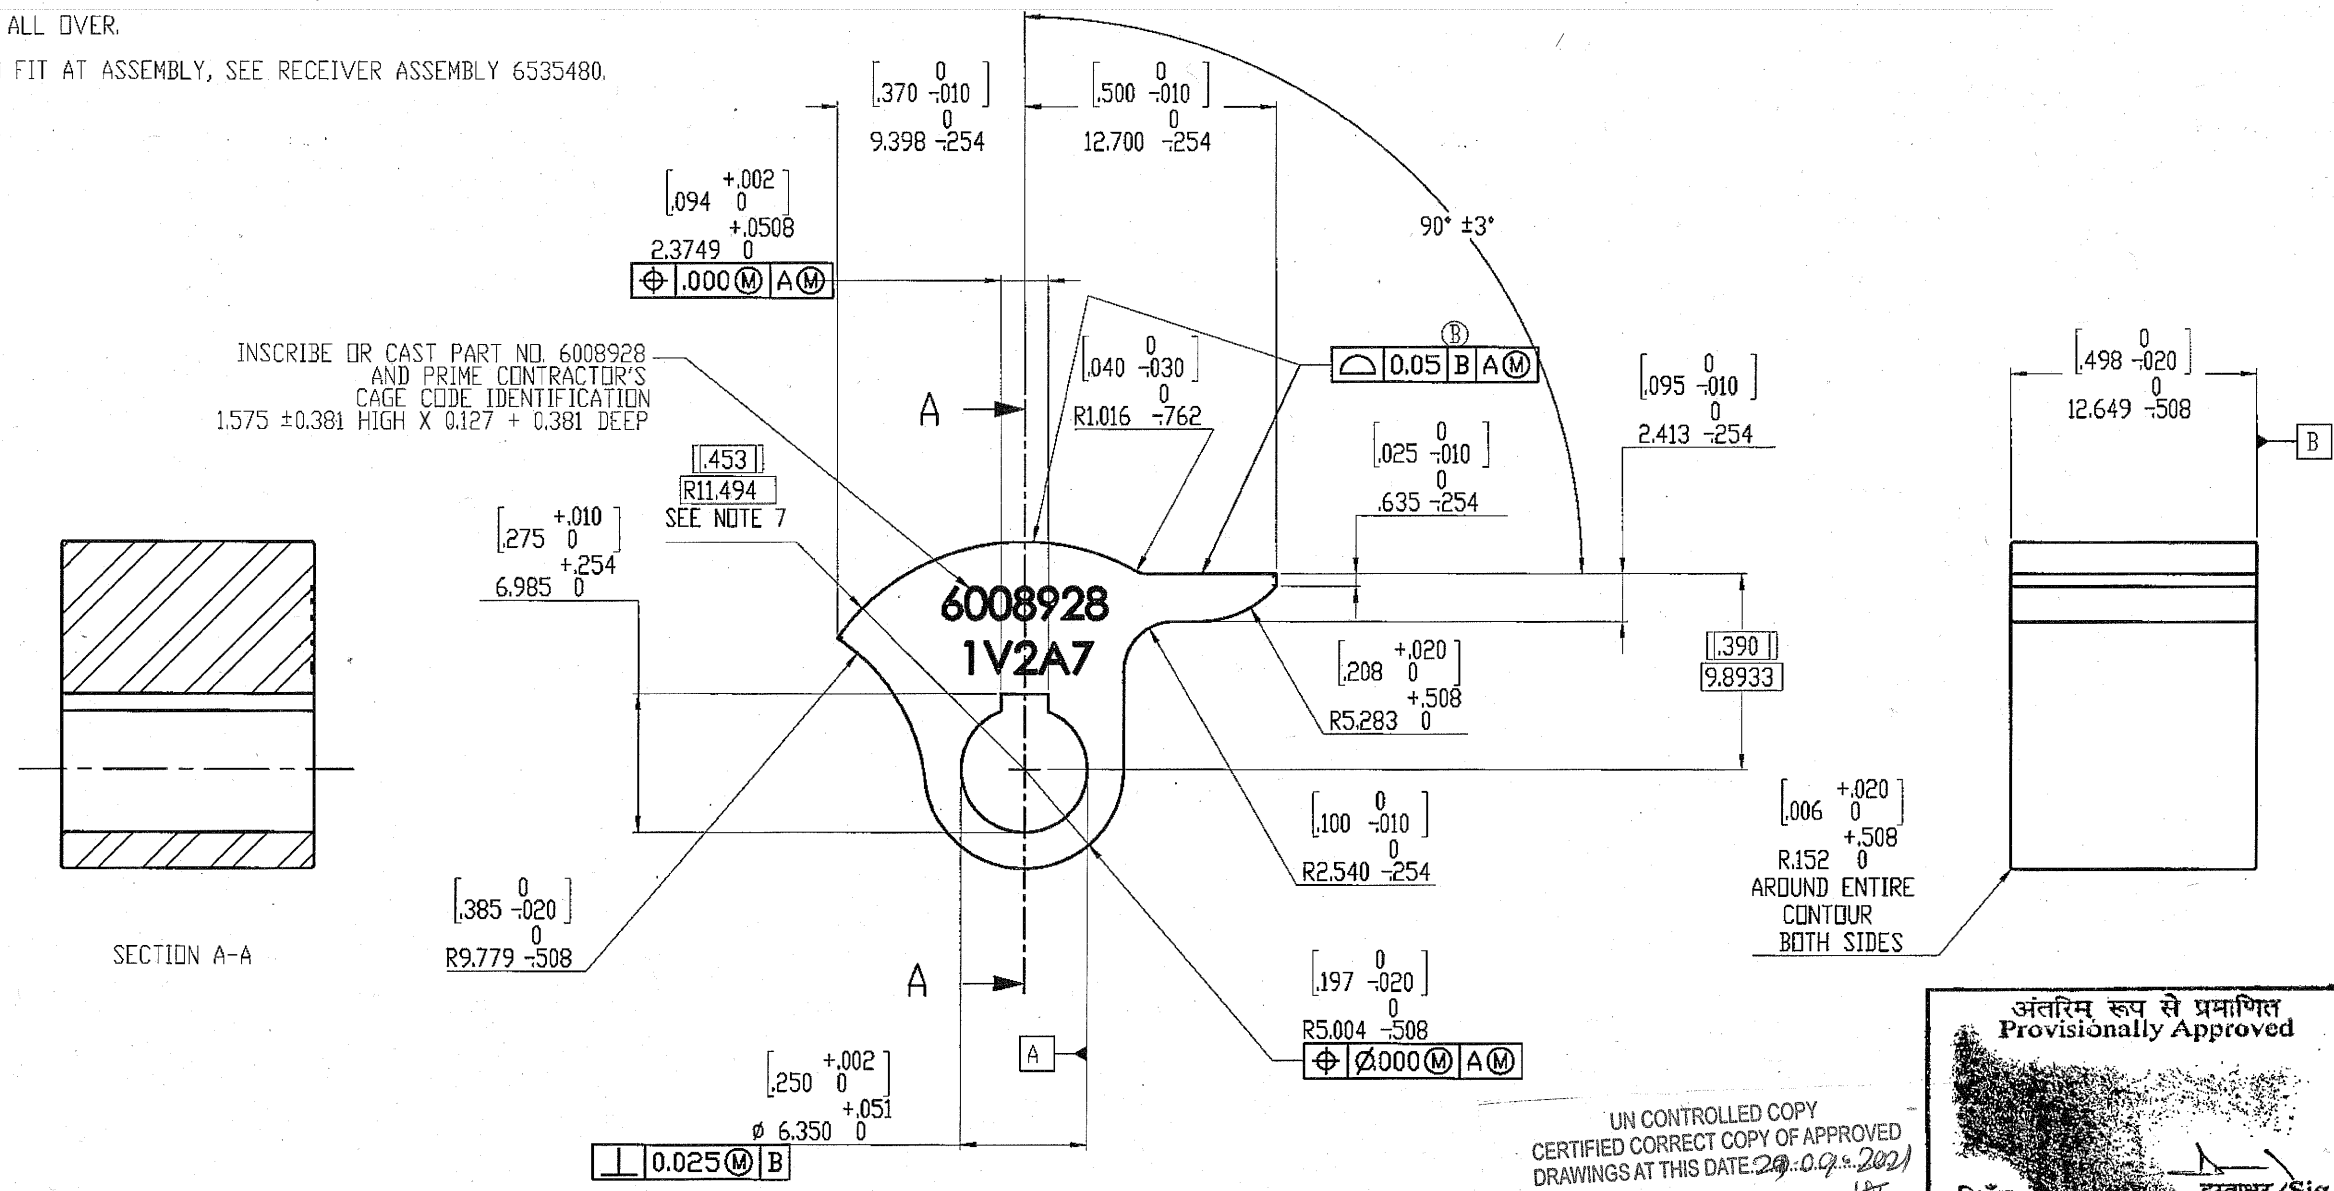 ALL OVER.
FIT AT ASSEMBLY, SEE RECEIVER ASSEMBLY 6535480.
[.370 0 -.010]
9.398 0 -.254
[.500 0 -.010]
12.700 0 -.254
90° ±3°
[.094 +.002 0]
2.3749 +.0508 0
⌖ .000 Ⓜ A Ⓜ
INSCRIBE OR CAST PART NO. 6008928
AND PRIME CONTRACTOR'S
CAGE CODE IDENTIFICATION
1.575 ±0.381 HIGH X 0.127 + 0.381 DEEP
A
[.040 0 -.030]
R1.016 0 -.762
Ⓑ
⌓ 0.05 B A Ⓜ
[.095 0 -.010]
2.413 0 -.254
[.498 0 -.020]
12.649 0 -.508
B
[.453]
R11.494
SEE NOTE 7
[.025 0 -.010]
.635 0 -.254
[.275 +.010 0]
6.985 +.254 0
6008928
1V2A7
[.208 +.020 0]
R5.283 +.508 0
[.390]
9.8933
[.100 0 -.010]
R2.540 0 -.254
[.006 +.020 0]
R.152 +.508 0
AROUND ENTIRE
CONTOUR
BOTH SIDES
[.385 0 -.020]
R9.779 0 -.508
SECTION A-A
A
[.197 0 -.020]
R5.004 0 -.508
⌖ Ø.000 Ⓜ A Ⓜ
A
[.250 +.002 0]
Ø 6.350 +.051 0
⊥ 0.025 Ⓜ B
अंतरिम रूप से प्रमाणित
Provisionally Approved
UN CONTROLLED COPY
CERTIFIED CORRECT COPY OF APPROVED
DRAWINGS AT THIS DATE 29.09.2021